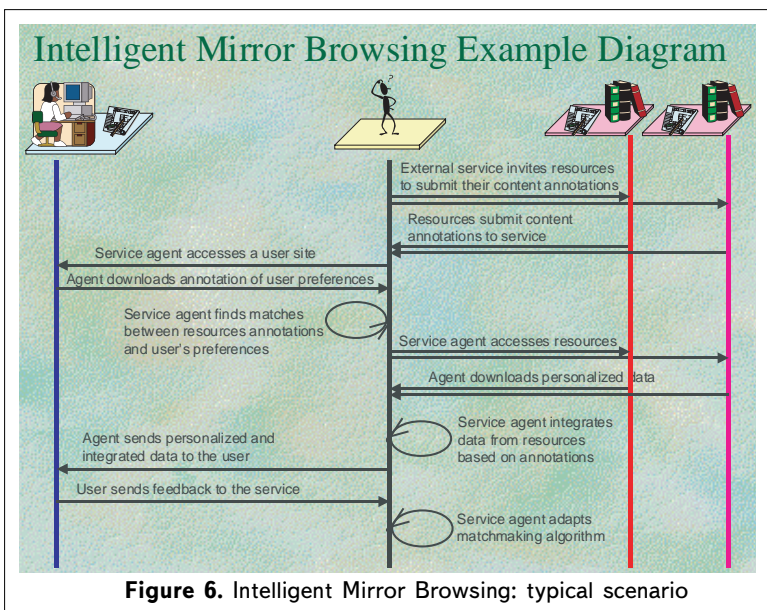 Intelligent Mirror Browsing Example Diagram
External service invites resources
to submit their content annotations
Resources submit content
annotations to service
Service agent accesses a user site
Agent downloads annotation of user preferences
Service agent finds matches
between resources annotations
and user's preferences
Service agent accesses resources
Agent downloads personalized data
Service agent integrates
data from resources
based on annotations
Agent sends personalized and
integrated data to the user
User sends feedback to the service
Service agent adapts
matchmaking algorithm
Figure 6. Intelligent Mirror Browsing: typical scenario